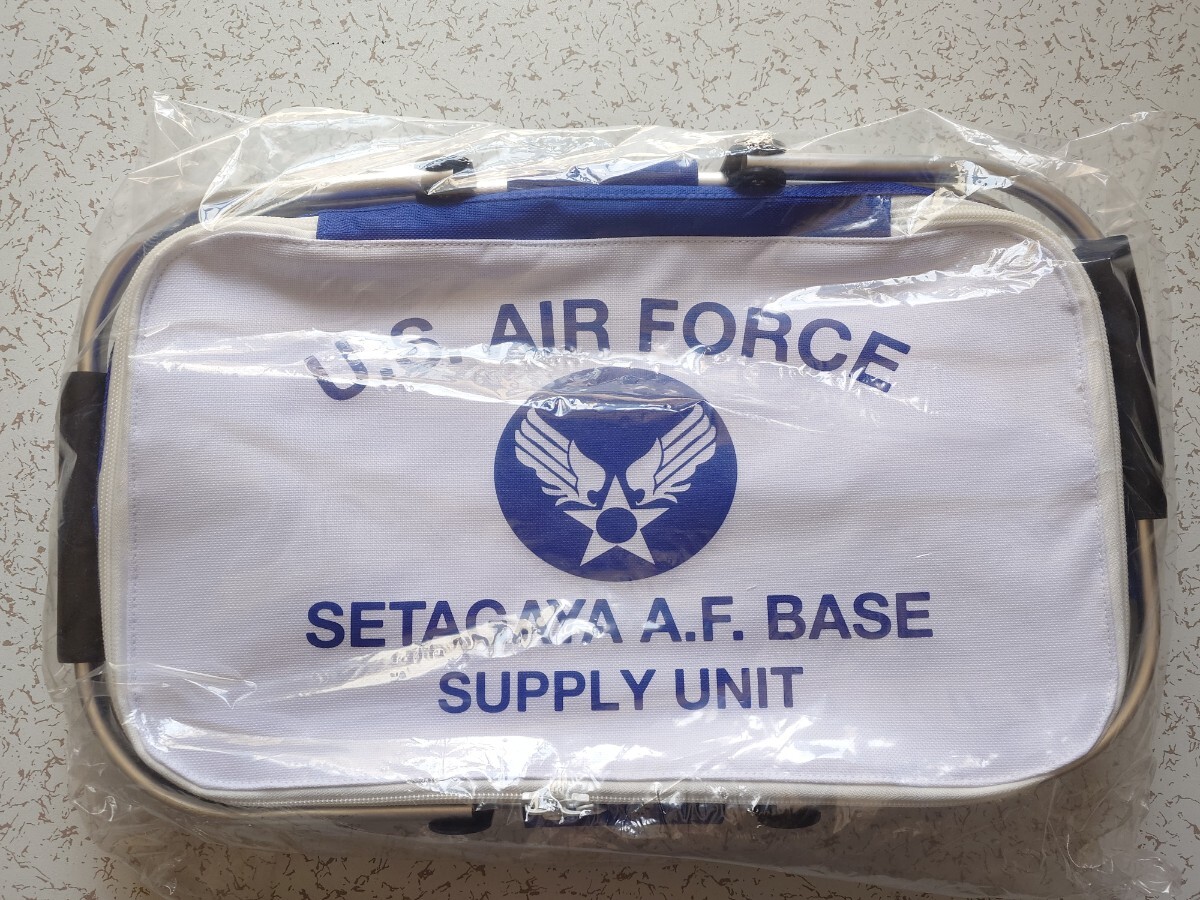 U.S. AIR FORCE
SETAGAYA A.F. BASE
SUPPLY UNIT